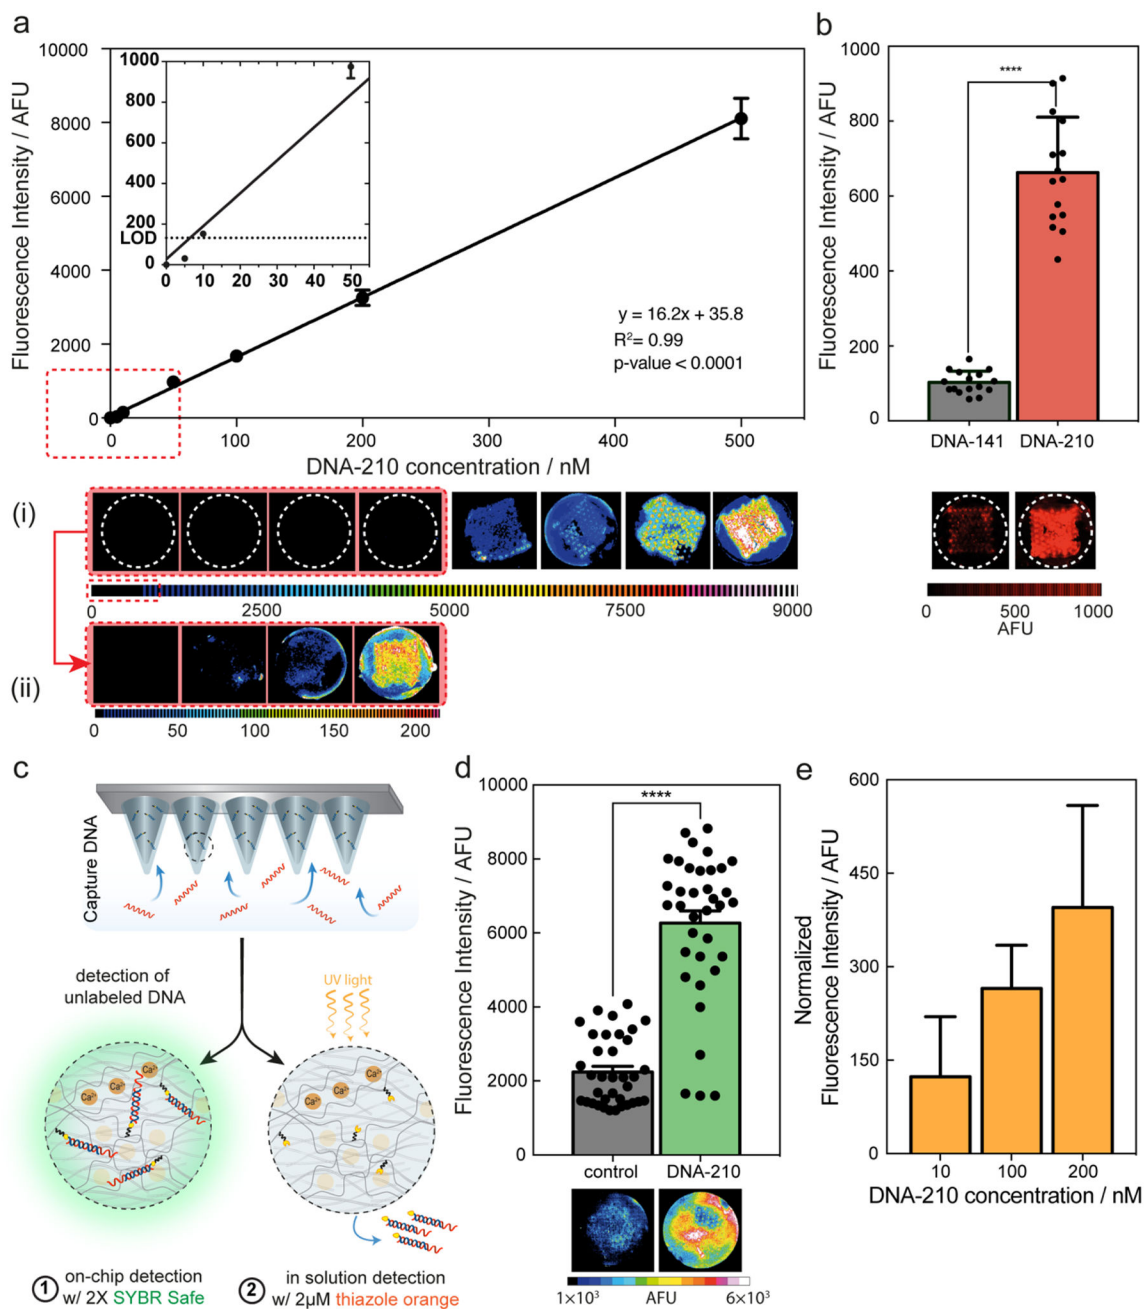 a
Fluorescence Intensity / AFU
10000
8000
6000
4000
2000
0
0
100
200
300
400
500
DNA-210 concentration / nM
1000
800
600
400
200
LOD
0
0
10
20
30
40
50
y = 16.2x + 35.8
R²= 0.99
p-value < 0.0001
b
Fluorescence Intensity / AFU
1000
800
600
400
200
0
****
DNA-141
DNA-210
(i)
0
2500
5000
7500
9000
0
500
1000
AFU
(ii)
0
50
100
150
200
c
Capture DNA
detection of
unlabeled DNA
UV light
Ca²⁺
Ca²⁺
Ca²⁺
Ca²⁺
Ca²⁺
Ca²⁺
1 on-chip detection
w/ 2X SYBR Safe
2 in solution detection
w/ 2µM thiazole orange
d
Fluorescence Intensity / AFU
10000
8000
6000
4000
2000
0
****
control
DNA-210
1×10³
AFU
6×10³
e
Normalized
Fluorescence Intensity / AFU
600
450
300
150
0
10
100
200
DNA-210 concentration / nM